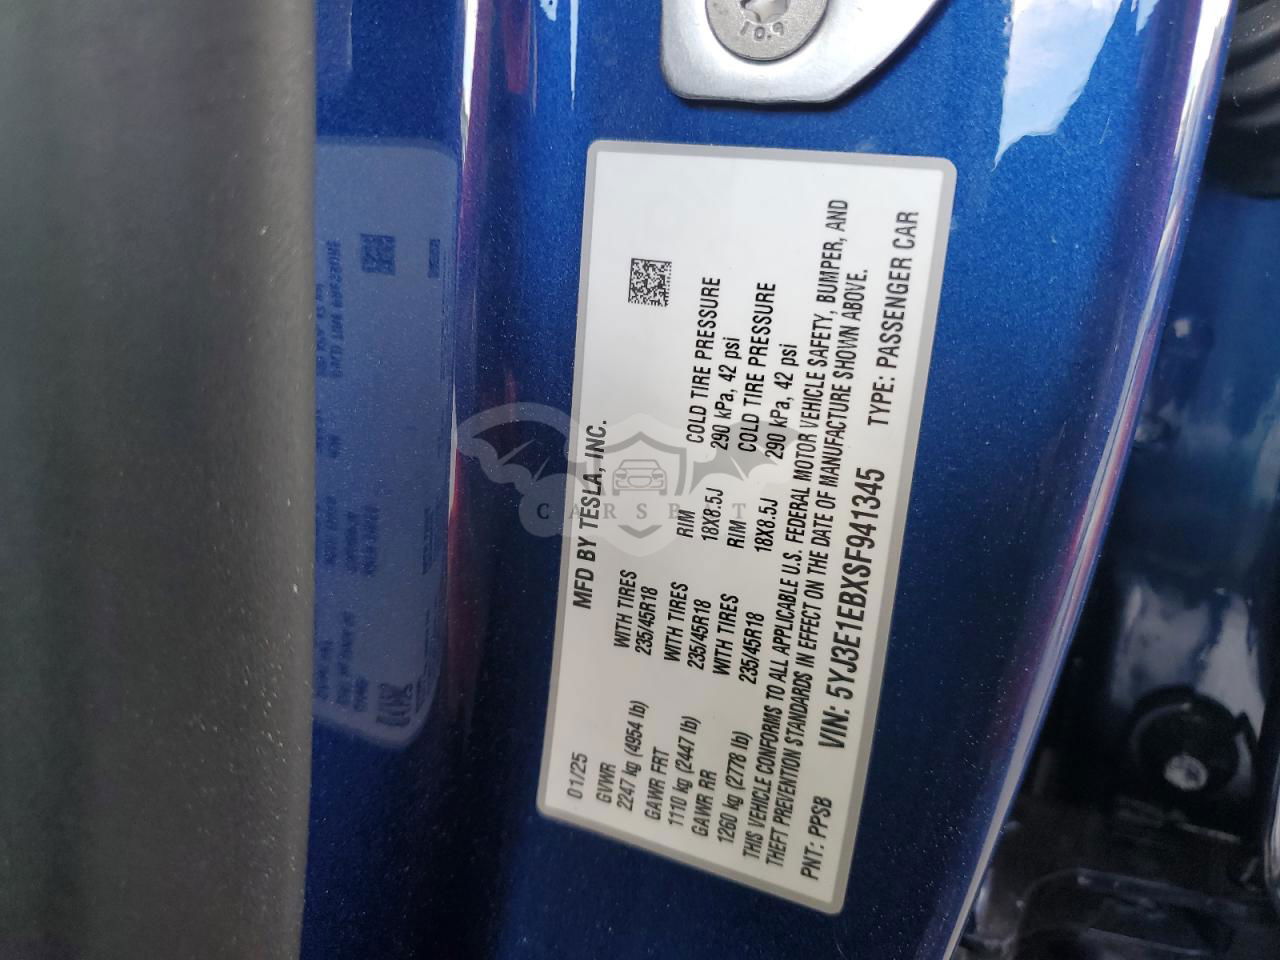 10.9
MFD BY TESLA, INC.
01/25
GVWR WITH TIRES RIM COLD TIRE PRESSURE
2247 kg (4954 lb) 235/45R18 18X8.5J 290 kPa, 42 psi
GAWR FRT WITH TIRES RIM COLD TIRE PRESSURE
1110 kg (2447 lb) 235/45R18 18X8.5J 290 kPa, 42 psi
GAWR RR WITH TIRES
1260 kg (2778 lb) 235/45R18
THIS VEHICLE CONFORMS TO ALL APPLICABLE U.S. FEDERAL MOTOR VEHICLE SAFETY, BUMPER, AND
THEFT PREVENTION STANDARDS IN EFFECT ON THE DATE OF MANUFACTURE SHOWN ABOVE.
PNT: PPSB VIN: 5YJ3E1EBXSF941345 TYPE: PASSENGER CAR